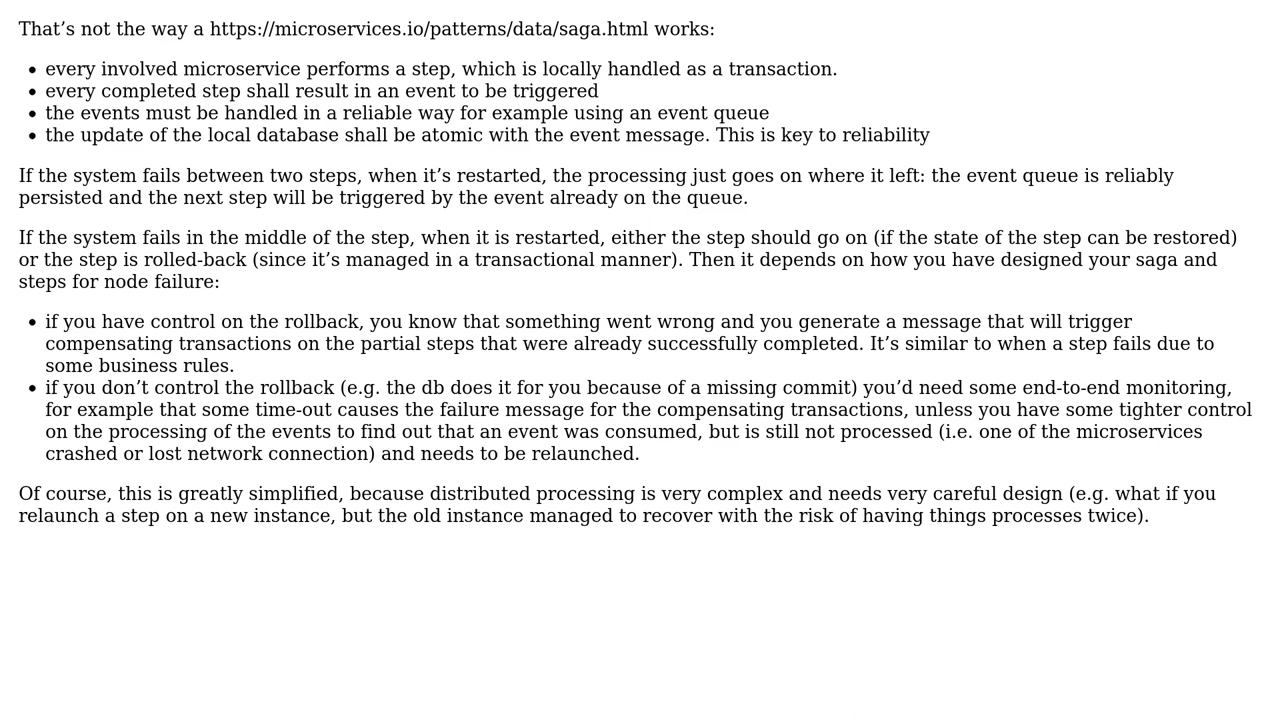 That’s not the way a https://microservices.io/patterns/data/saga.html works:
• every involved microservice performs a step, which is locally handled as a transaction.
• every completed step shall result in an event to be triggered
• the events must be handled in a reliable way for example using an event queue
• the update of the local database shall be atomic with the event message. This is key to reliability
If the system fails between two steps, when it’s restarted, the processing just goes on where it left: the event queue is reliably
persisted and the next step will be triggered by the event already on the queue.
If the system fails in the middle of the step, when it is restarted, either the step should go on (if the state of the step can be restored)
or the step is rolled-back (since it’s managed in a transactional manner). Then it depends on how you have designed your saga and
steps for node failure:
• if you have control on the rollback, you know that something went wrong and you generate a message that will trigger
compensating transactions on the partial steps that were already successfully completed. It’s similar to when a step fails due to
some business rules.
• if you don’t control the rollback (e.g. the db does it for you because of a missing commit) you’d need some end-to-end monitoring,
for example that some time-out causes the failure message for the compensating transactions, unless you have some tighter control
on the processing of the events to find out that an event was consumed, but is still not processed (i.e. one of the microservices
crashed or lost network connection) and needs to be relaunched.
Of course, this is greatly simplified, because distributed processing is very complex and needs very careful design (e.g. what if you
relaunch a step on a new instance, but the old instance managed to recover with the risk of having things processes twice).